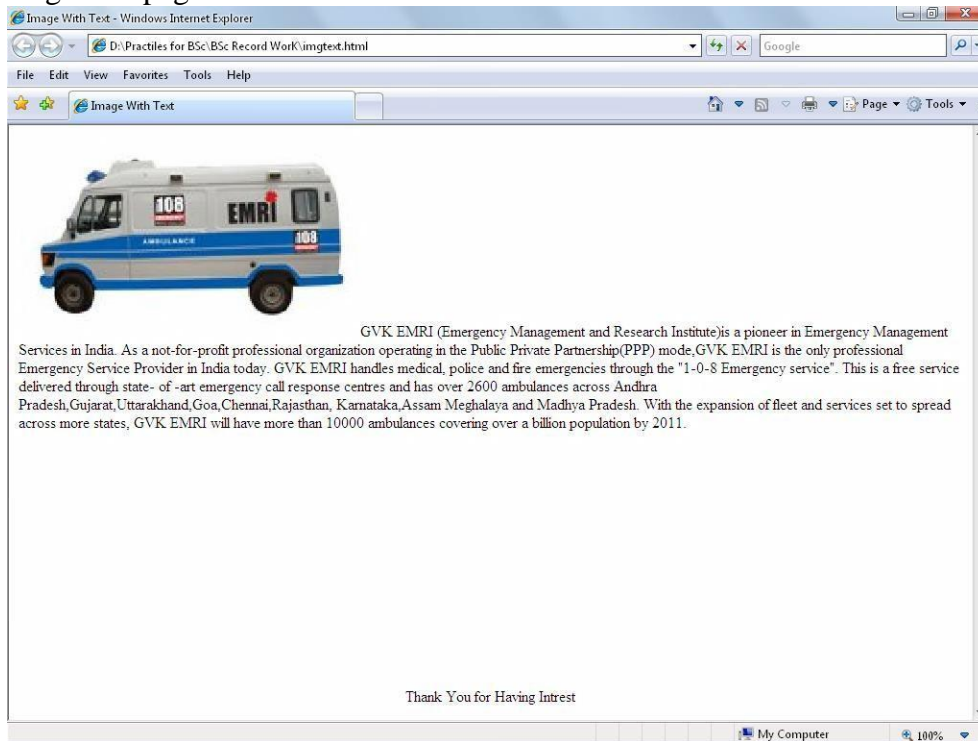 Image With Text - Windows Internet Explorer
D:\Practiles for BSc\BSc Record WorK\imgtext.html
Google
File Edit View Favorites Tools Help
Image With Text
Page
Tools
108
EMRI
108
AMBULANCE
GVK EMRI (Emergency Management and Research Institute)is a pioneer in Emergency Management
Services in India. As a not-for-profit professional organization operating in the Public Private Partnership(PPP) mode,GVK EMRI is the only professional
Emergency Service Provider in India today. GVK EMRI handles medical, police and fire emergencies through the "1-0-8 Emergency service". This is a free service
delivered through state- of -art emergency call response centres and has over 2600 ambulances across Andhra
Pradesh,Gujarat,Uttarakhand,Goa,Chennai,Rajasthan, Karnataka,Assam Meghalaya and Madhya Pradesh. With the expansion of fleet and services set to spread
across more states, GVK EMRI will have more than 10000 ambulances covering over a billion population by 2011.
Thank You for Having Intrest
My Computer
100%